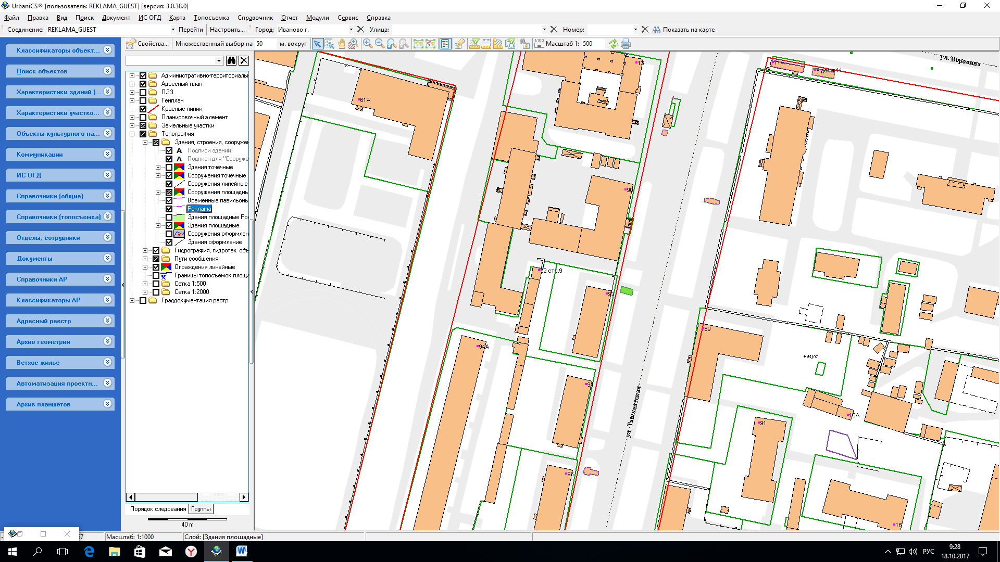 UrbaniCS® [пользователь: REKLAMA_GUEST] [версия: 3.0.38.0]
Файл Правка Вид Поиск Документ ИС ОГД Карта Топосъемка Справочник Отчет Модули Сервис Справка
Соединение: REKLAMA_GUEST Перейти Настроить... Город: Иваново г. Улица: Номер: Показать на карте
Свойства... Множественный выбор на 50 м. вокруг 1:100 Масштаб 1: 500
Классификаторы объект...
Поиск объектов
Характеристики зданий (...
Характеристики участко...
Объекты культурного на...
Коммуникации
ИС ОГД
Справочники (общие)
Справочники (топосъемка)
Отделы, сотрудники
Документы
Справочники АР
Классификаторы АР
Адресный реестр
Архив геометрии
Ветхое жилье
Автоматизация проектн...
Архив планшетов
Административно-территориаль
Адресный план
ПЗЗ
Генплан
Красные линии
Планировочный элемент
Земельные участки
Топография
Здания, строения, сооружен
А Подписи зданий
А Подписи для "Сооруже
Здания точечные
Сооружения точечные
Сооружения линейные
Сооружения площадны
Временные павильоны
Реклама
Здания площадные Рос
Здания площадные
Сооружения оформлен
Здания оформление
Гидрография, гидротех. объ
Пути сообщения
Ограждения линейные
Границы топосъёмок площа
Сетка 1:500
Сетка 1:2000
Граддокументация растр
Порядок следования Группы
40 m
61А
13
11А
у дома 11
ул. Воронина
90
92 стр.9
92
89
94А
мус
94
16А
91
ул. Ташкентская
96
16
Масштаб: 1:1000 Слой: [Здания площадные]
РУС
9:28
18.10.2017